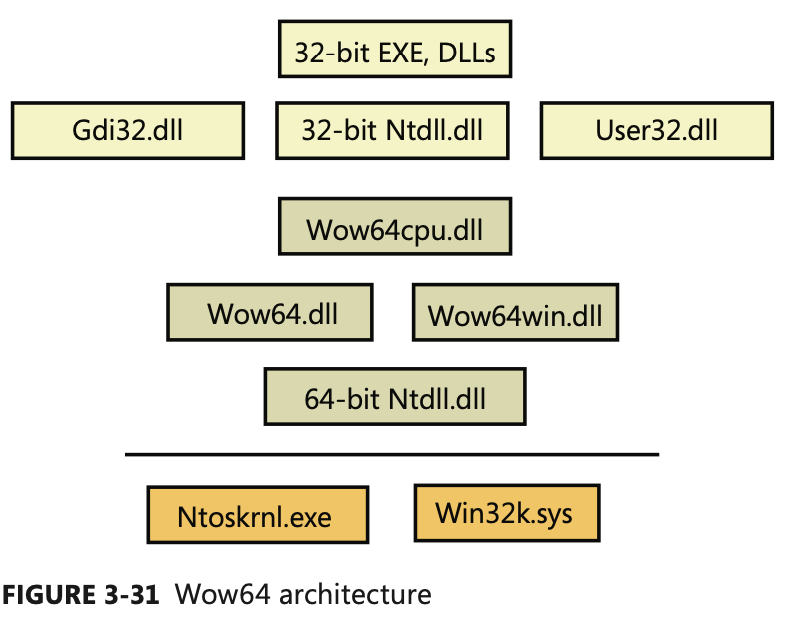 32-bit EXE, DLLs
Gdi32.dll
32-bit Ntdll.dll
User32.dll
Wow64cpu.dll
Wow64.dll
Wow64win.dll
64-bit Ntdll.dll
Ntoskrnl.exe
Win32k.sys
FIGURE 3-31 Wow64 architecture